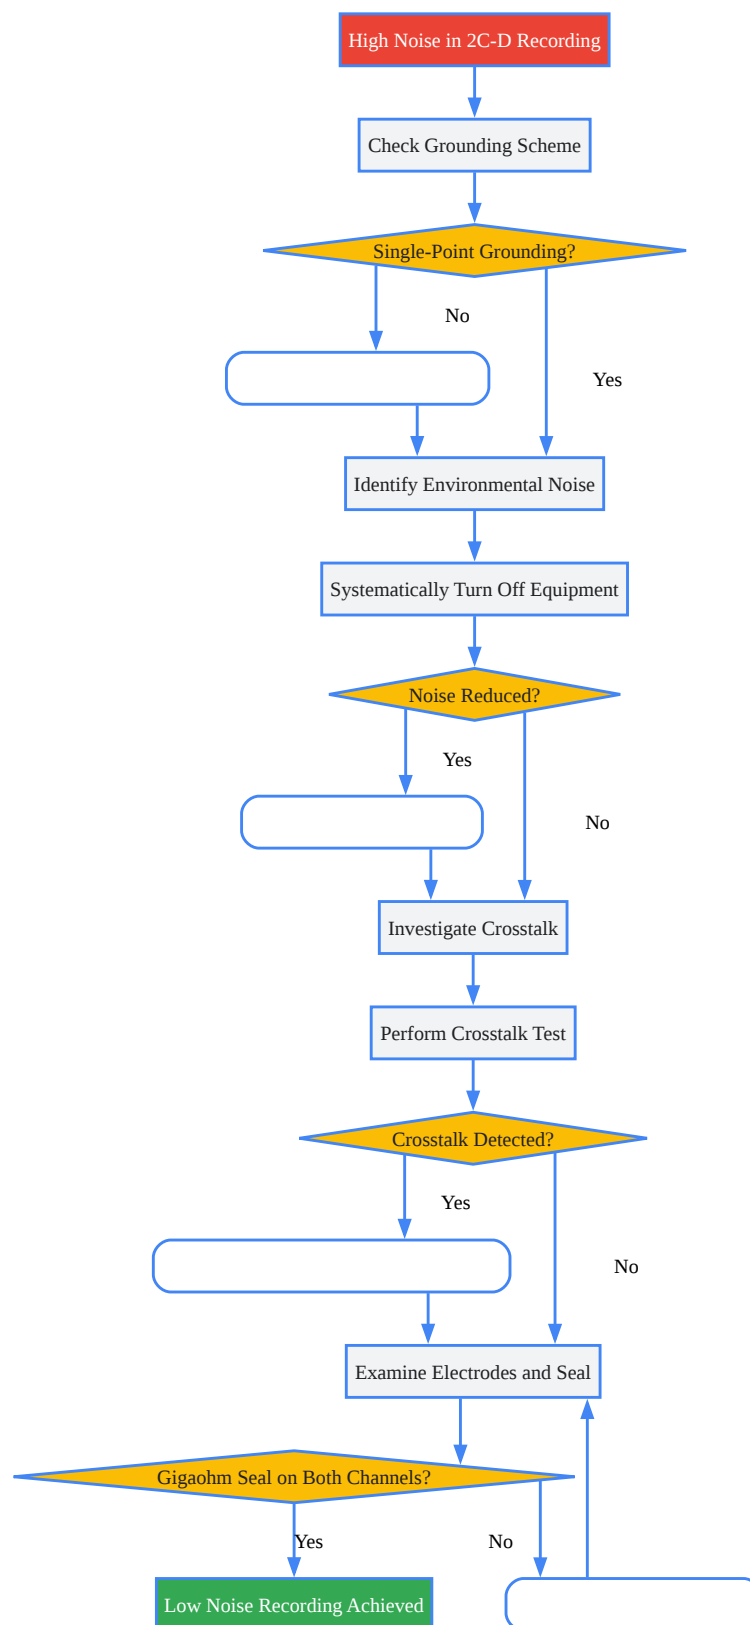 High Noise in 2C-D Recording
Check Grounding Scheme
Single-Point Grounding?
No
Yes
Identify Environmental Noise
Systematically Turn Off Equipment
Noise Reduced?
Yes
No
Investigate Crosstalk
Perform Crosstalk Test
Crosstalk Detected?
Yes
No
Examine Electrodes and Seal
Gigaohm Seal on Both Channels?
Yes
No
Low Noise Recording Achieved